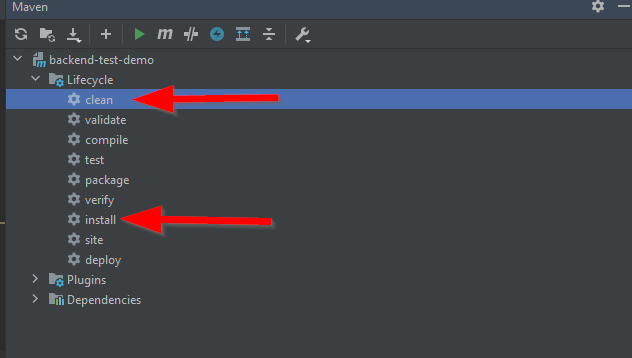 Maven
m
backend-test-demo
Lifecycle
clean
validate
compile
test
package
verify
install
site
deploy
Plugins
Dependencies